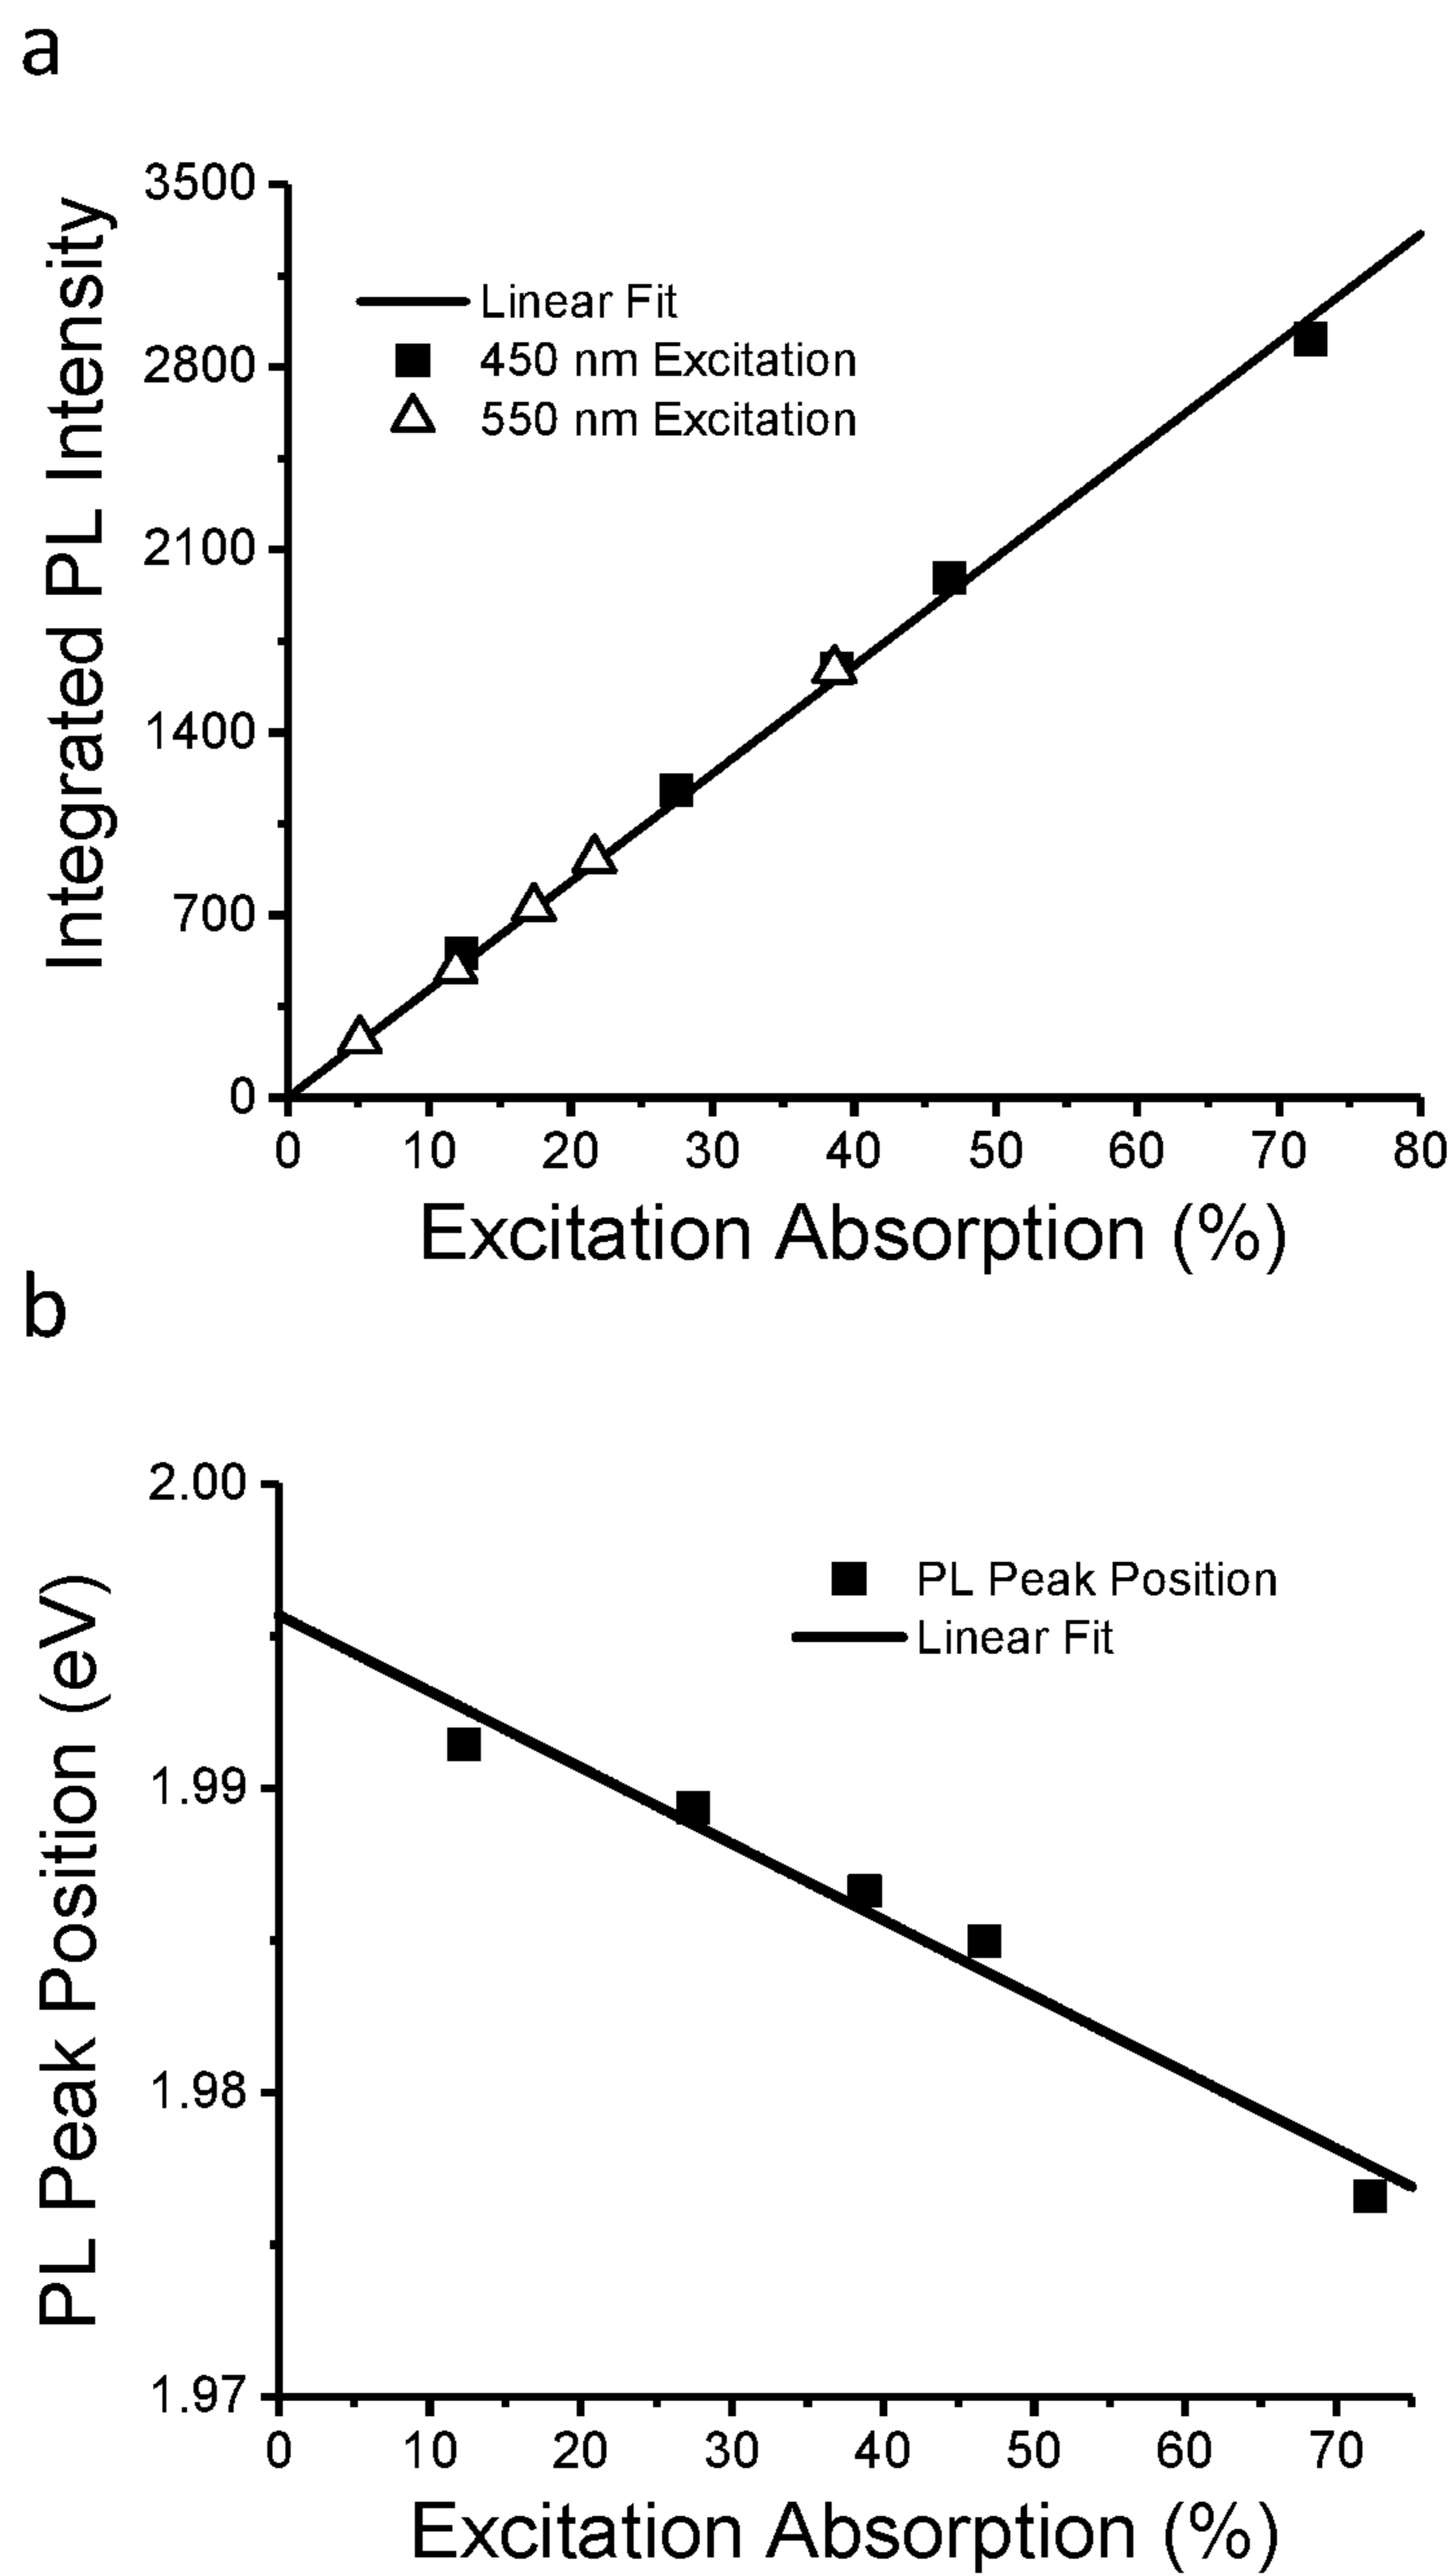 a
Integrated PL Intensity
3500
2800
2100
1400
700
0
Linear Fit
450 nm Excitation
550 nm Excitation
0 10 20 30 40 50 60 70 80
Excitation Absorption (%)
b
PL Peak Position (eV)
2.00
1.99
1.98
1.97
PL Peak Position
Linear Fit
0 10 20 30 40 50 60 70
Excitation Absorption (%)